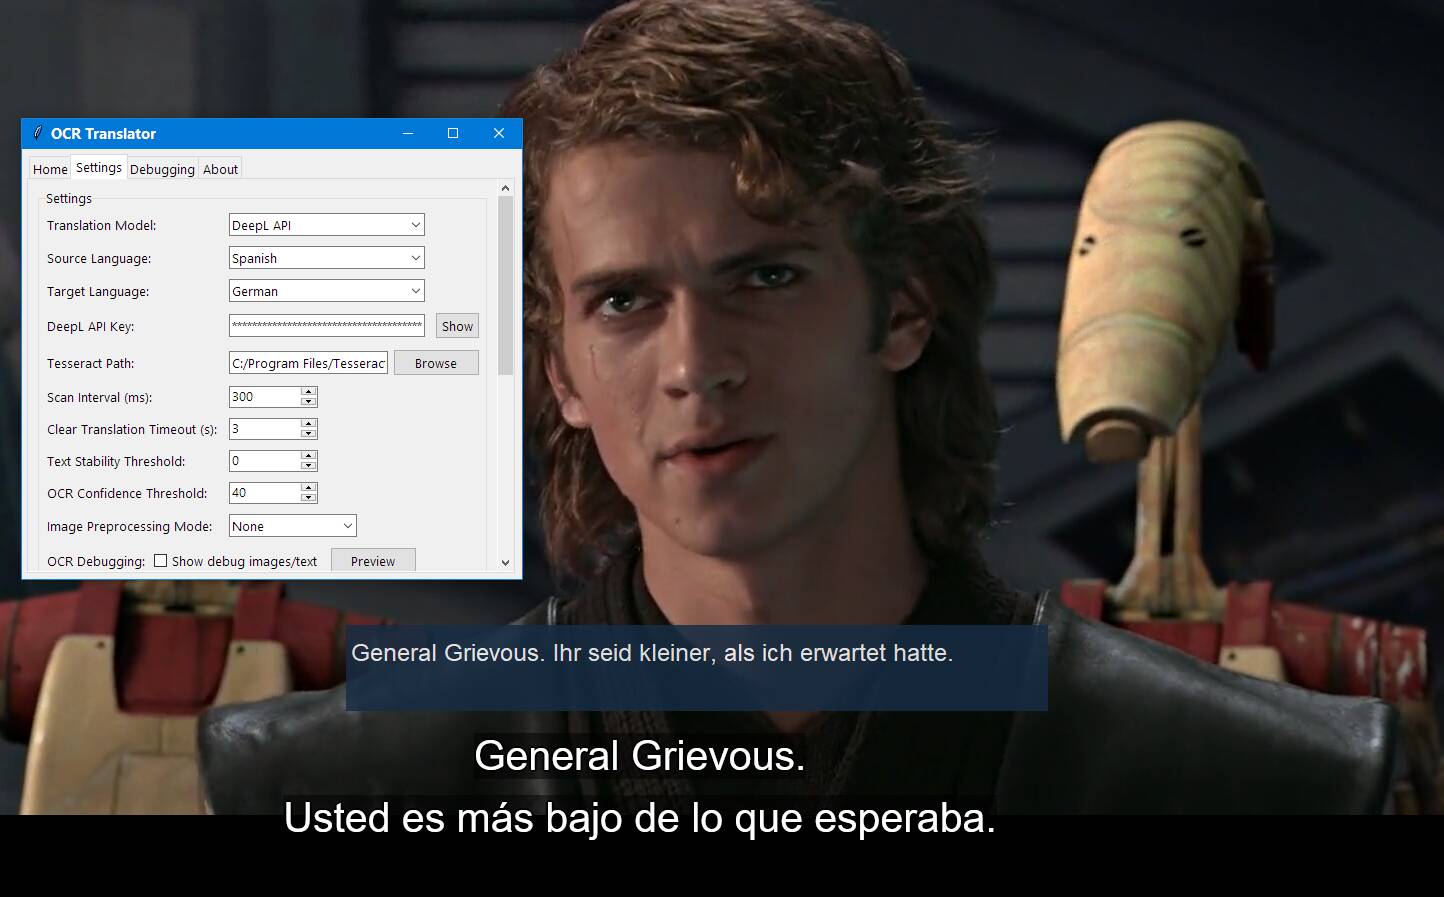 OCR Translator
Home Settings Debugging About
Settings
Translation Model: DeepL API
Source Language: Spanish
Target Language: German
DeepL API Key: ************************************** Show
Tesseract Path: C:/Program Files/Tesserac Browse
Scan Interval (ms): 300
Clear Translation Timeout (s): 3
Text Stability Threshold: 0
OCR Confidence Threshold: 40
Image Preprocessing Mode: None
OCR Debugging: Show debug images/text Preview
General Grievous. Ihr seid kleiner, als ich erwartet hatte.
General Grievous.
Usted es más bajo de lo que esperaba.